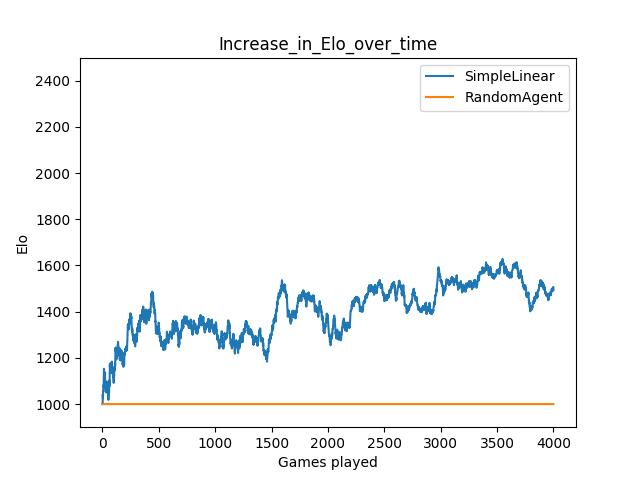 Increase_in_Elo_over_time
SimpleLinear
RandomAgent
2400
2200
2000
1800
1600
1400
1200
1000
Elo
0 500 1000 1500 2000 2500 3000 3500 4000
Games played